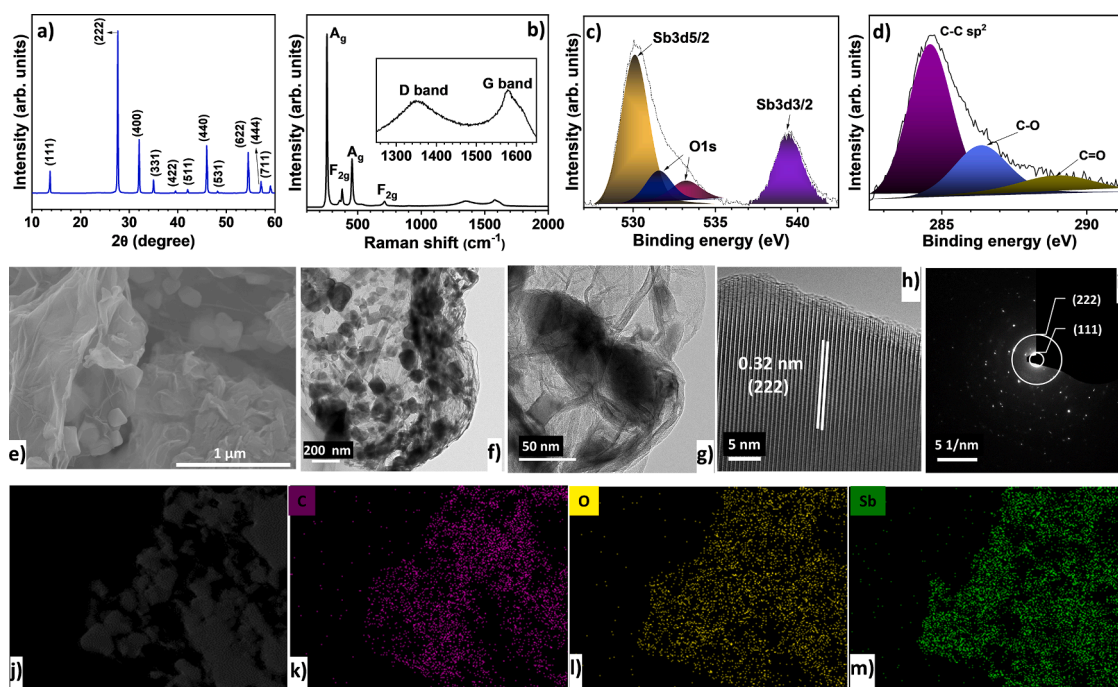 a)
Intensity (arb. units)
(111)
(222)
(400)
(331)
(422)
(511)
(440)
(531)
(622)
(444)
(711)
10 20 30 40 50 60
2θ (degree)
b)
Intensity (arb. units)
Ag
F2g
Ag
F2g
D band
G band
1300 1400 1500 1600
500 1000 1500 2000
Raman shift (cm-1)
c)
Intensity (arb. units)
Sb3d5/2
O1s
Sb3d3/2
530 535 540
Binding energy (eV)
d)
Intensity (arb. units)
C-C sp2
C-O
C=O
285 290
Binding energy (eV)
e)
1 µm
200 nm
f)
50 nm
g)
0.32 nm
(222)
5 nm
h)
(222)
(111)
5 1/nm
j)
C
k)
O
l)
Sb
m)